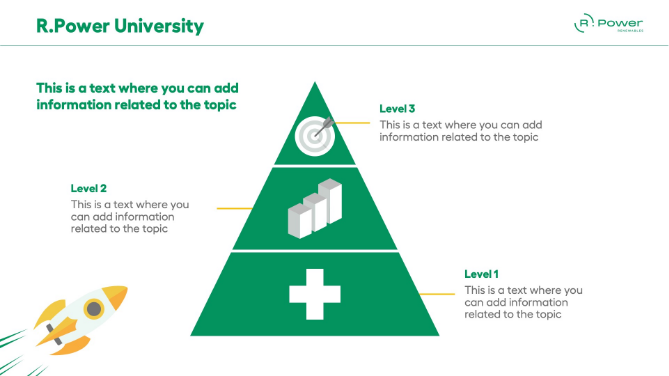 R.Power University
R.Power
RENEWABLES
This is a text where you can add
information related to the topic
Level 3
This is a text where you can add
information related to the topic
Level 2
This is a text where you
can add information
related to the topic
Level 1
This is a text where you
can add information
related to the topic